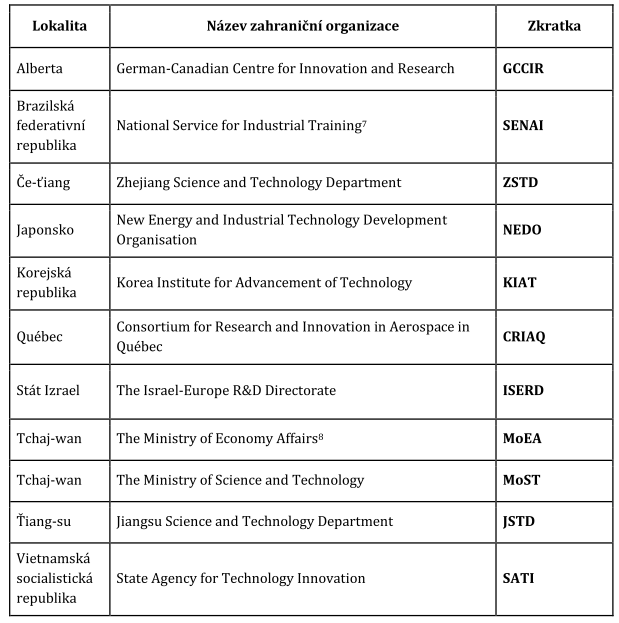 Lokalita Název zahraniční organizace Zkratka
Alberta German-Canadian Centre for Innovation and Research GCCIR
Brazilská
federativní
republika
National Service for Industrial Training⁷ SENAI
Če-ťiang Zhejiang Science and Technology Department ZSTD
Japonsko
New Energy and Industrial Technology Development
Organisation
NEDO
Korejská
republika
Korea Institute for Advancement of Technology KIAT
Québec
Consortium for Research and Innovation in Aerospace in
Québec
CRIAQ
Stát Izrael The Israel-Europe R&D Directorate ISERD
Tchaj-wan The Ministry of Economy Affairs⁸ MoEA
Tchaj-wan The Ministry of Science and Technology MoST
Ťiang-su Jiangsu Science and Technology Department JSTD
Vietnamská
socialistická
republika
State Agency for Technology Innovation SATI